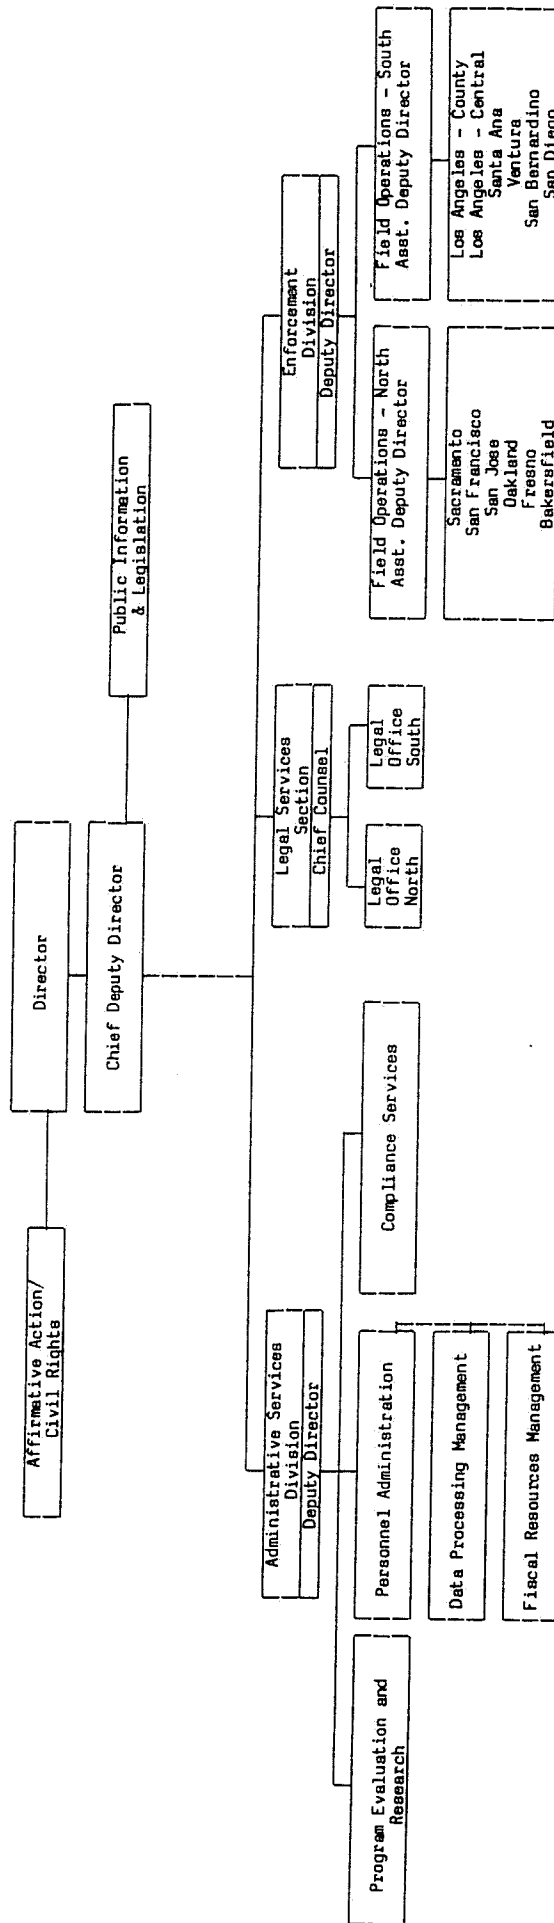 Director
Affirmative Action/
Civil Rights
Chief Deputy Director
Public Information
& Legislation
Administrative Services
Division
Deputy Director
Legal Services
Section
Chief Counsel
Enforcement
Division
Deputy Director
Program Evaluation and
Research
Personnel Administration
Data Processing Management
Fiscal Resources Management
Compliance Services
Legal
Office
North
Legal
Office
South
Field Operations - North
Asst. Deputy Director
Sacramento
San Francisco
San Jose
Oakland
Fresno
Bakersfield
Field Operations - South
Asst. Deputy Director
Los Angeles - County
Los Angeles - Central
Santa Ana
Ventura
San Bernardino
San Diego